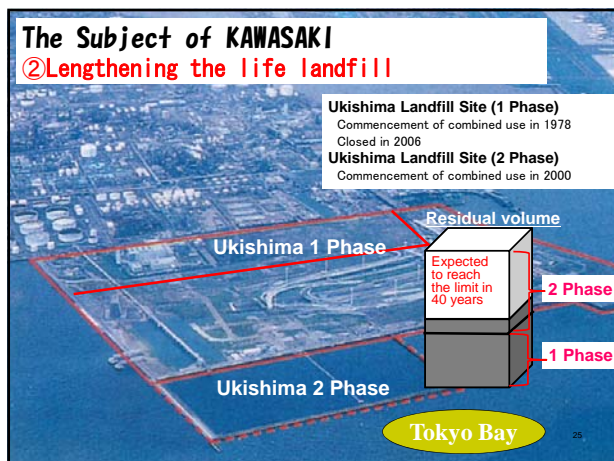 The Subject of KAWASAKI
②Lengthening the life landfill
Ukishima Landfill Site (1 Phase)
Commencement of combined use in 1978
Closed in 2006
Ukishima Landfill Site (2 Phase)
Commencement of combined use in 2000
Residual volume
Ukishima 1 Phase
Expected
to reach
the limit in
40 years
2 Phase
1 Phase
Ukishima 2 Phase
Tokyo Bay
25